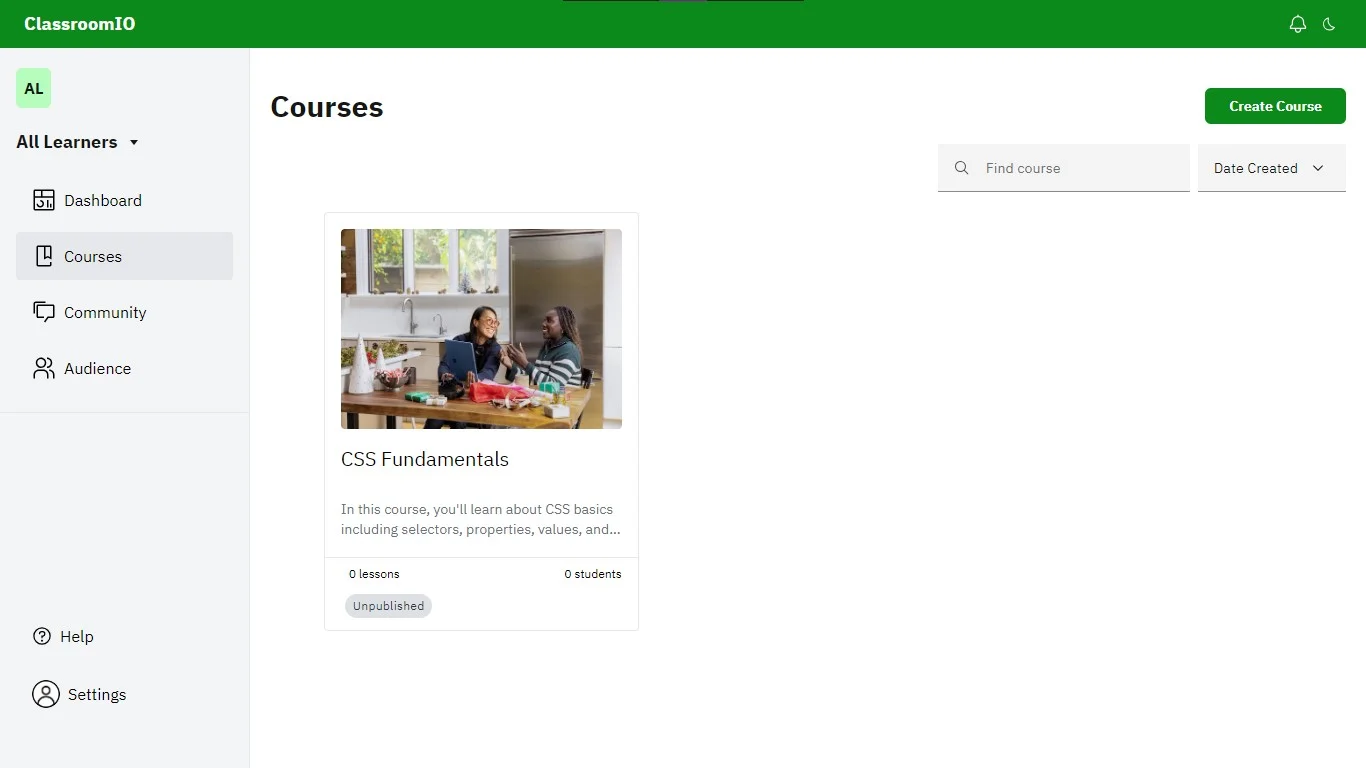 ClassroomIO
AL
All Learners
Dashboard
Courses
Community
Audience
Help
Settings
Courses
Create Course
Find course
Date Created
CSS Fundamentals
In this course, you'll learn about CSS basics
including selectors, properties, values, and...
0 lessons
0 students
Unpublished